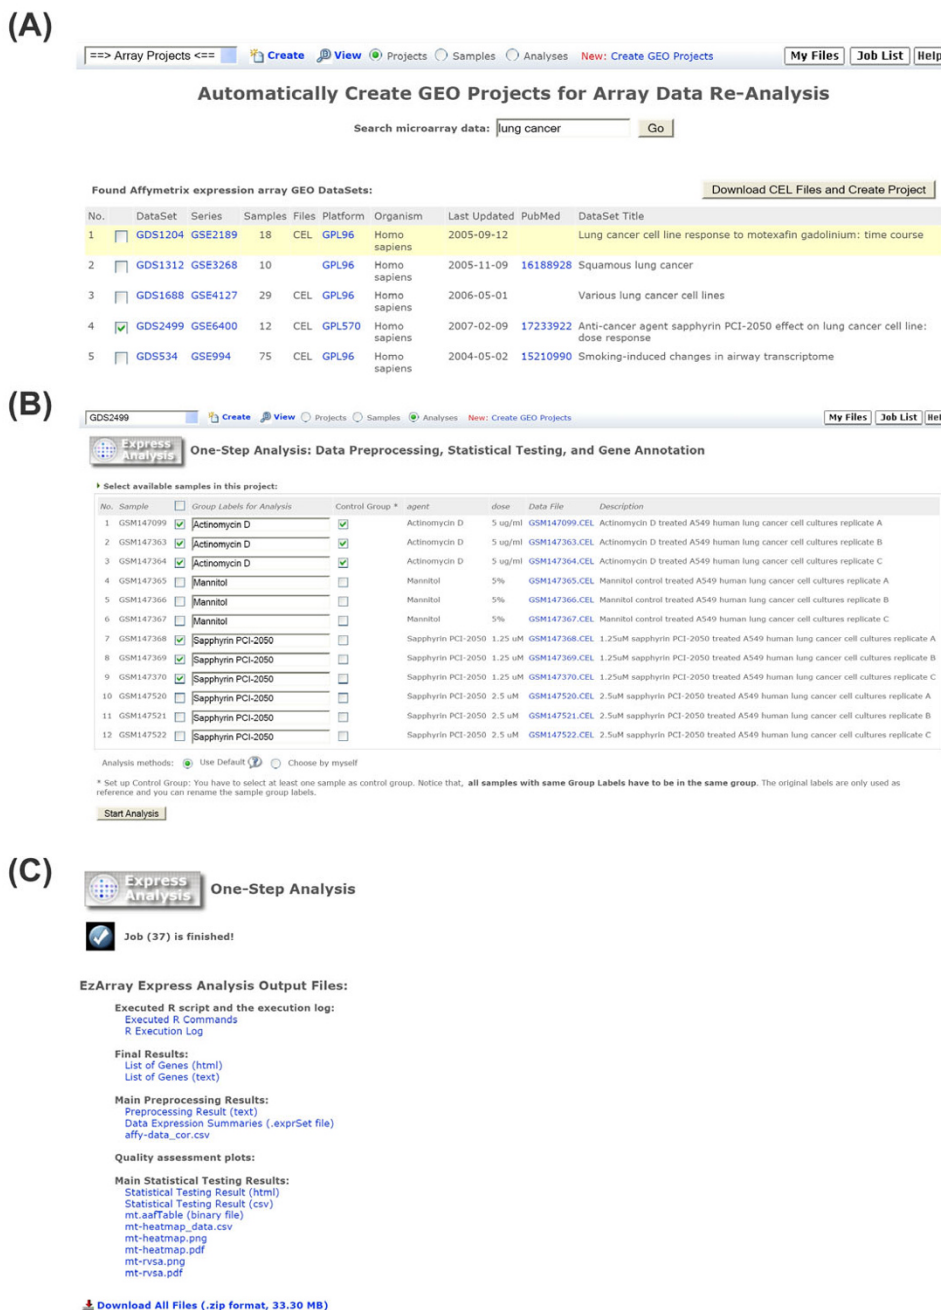 (A)
==> Array Projects <== Create View Projects Samples Analyses New: Create GEO Projects My Files Job List Help
Automatically Create GEO Projects for Array Data Re-Analysis
Search microarray data: lung cancer Go
Found Affymetrix expression array GEO DataSets: Download CEL Files and Create Project
No. DataSet Series Samples Files Platform Organism Last Updated PubMed DataSet Title
1 GDS1204 GSE2189 18 CEL GPL96 Homo sapiens 2005-09-12 Lung cancer cell line response to motexafin gadolinium: time course
2 GDS1312 GSE3268 10 GPL96 Homo sapiens 2005-11-09 16188928 Squamous lung cancer
3 GDS1688 GSE4127 29 CEL GPL96 Homo sapiens 2006-05-01 Various lung cancer cell lines
4 GDS2499 GSE6400 12 CEL GPL570 Homo sapiens 2007-02-09 17233922 Anti-cancer agent sapphyrin PCI-2050 effect on lung cancer cell line: dose response
5 GDS534 GSE994 75 CEL GPL96 Homo sapiens 2004-05-02 15210990 Smoking-induced changes in airway transcriptome
(B)
GDS2499 Create View Projects Samples Analyses New: Create GEO Projects My Files Job List Hel
Express Analysis One-Step Analysis: Data Preprocessing, Statistical Testing, and Gene Annotation
Select available samples in this project:
No. Sample Group Labels for Analysis Control Group * agent dose Data File Description
1 GSM147099 Actinomycin D Actinomycin D 5 ug/ml GSM147099.CEL Actinomycin D treated A549 human lung cancer cell cultures replicate A
2 GSM147363 Actinomycin D Actinomycin D 5 ug/ml GSM147363.CEL Actinomycin D treated A549 human lung cancer cell cultures replicate B
3 GSM147364 Actinomycin D Actinomycin D 5 ug/ml GSM147364.CEL Actinomycin D treated A549 human lung cancer cell cultures replicate C
4 GSM147365 Mannitol Mannitol 5% GSM147365.CEL Mannitol control treated A549 human lung cancer cell cultures replicate A
5 GSM147366 Mannitol Mannitol 5% GSM147366.CEL Mannitol control treated A549 human lung cancer cell cultures replicate B
6 GSM147367 Mannitol Mannitol 5% GSM147367.CEL Mannitol control treated A549 human lung cancer cell cultures replicate C
7 GSM147368 Sapphyrin PCI-2050 Sapphyrin PCI-2050 1.25 uM GSM147368.CEL 1.25uM sapphyrin PCI-2050 treated A549 human lung cancer cell cultures replicate A
8 GSM147369 Sapphyrin PCI-2050 Sapphyrin PCI-2050 1.25 uM GSM147369.CEL 1.25uM sapphyrin PCI-2050 treated A549 human lung cancer cell cultures replicate B
9 GSM147370 Sapphyrin PCI-2050 Sapphyrin PCI-2050 1.25 uM GSM147370.CEL 1.25uM sapphyrin PCI-2050 treated A549 human lung cancer cell cultures replicate C
10 GSM147520 Sapphyrin PCI-2050 Sapphyrin PCI-2050 2.5 uM GSM147520.CEL 2.5uM sapphyrin PCI-2050 treated A549 human lung cancer cell cultures replicate A
11 GSM147521 Sapphyrin PCI-2050 Sapphyrin PCI-2050 2.5 uM GSM147521.CEL 2.5uM sapphyrin PCI-2050 treated A549 human lung cancer cell cultures replicate B
12 GSM147522 Sapphyrin PCI-2050 Sapphyrin PCI-2050 2.5 uM GSM147522.CEL 2.5uM sapphyrin PCI-2050 treated A549 human lung cancer cell cultures replicate C
Analysis methods: Use Default Choose by myself
* Set up Control Group: You have to select at least one sample as control group. Notice that, all samples with same Group Labels have to be in the same group. The original labels are only used as
reference and you can rename the sample group labels.
Start Analysis
(C)
Express Analysis One-Step Analysis
Job (37) is finished!
EzArray Express Analysis Output Files:
Executed R script and the execution log:
Executed R Commands
R Execution Log
Final Results:
List of Genes (html)
List of Genes (text)
Main Preprocessing Results:
Preprocessing Result (text)
Data Expression Summaries (.exprSet file)
affy-data_cor.csv
Quality assessment plots:
Main Statistical Testing Results:
Statistical Testing Result (html)
Statistical Testing Result (csv)
mt.aafTable (binary file)
mt-heatmap_data.csv
mt-heatmap.png
mt-heatmap.pdf
mt-rvsa.png
mt-rvsa.pdf
Download All Files (.zip format, 33.30 MB)